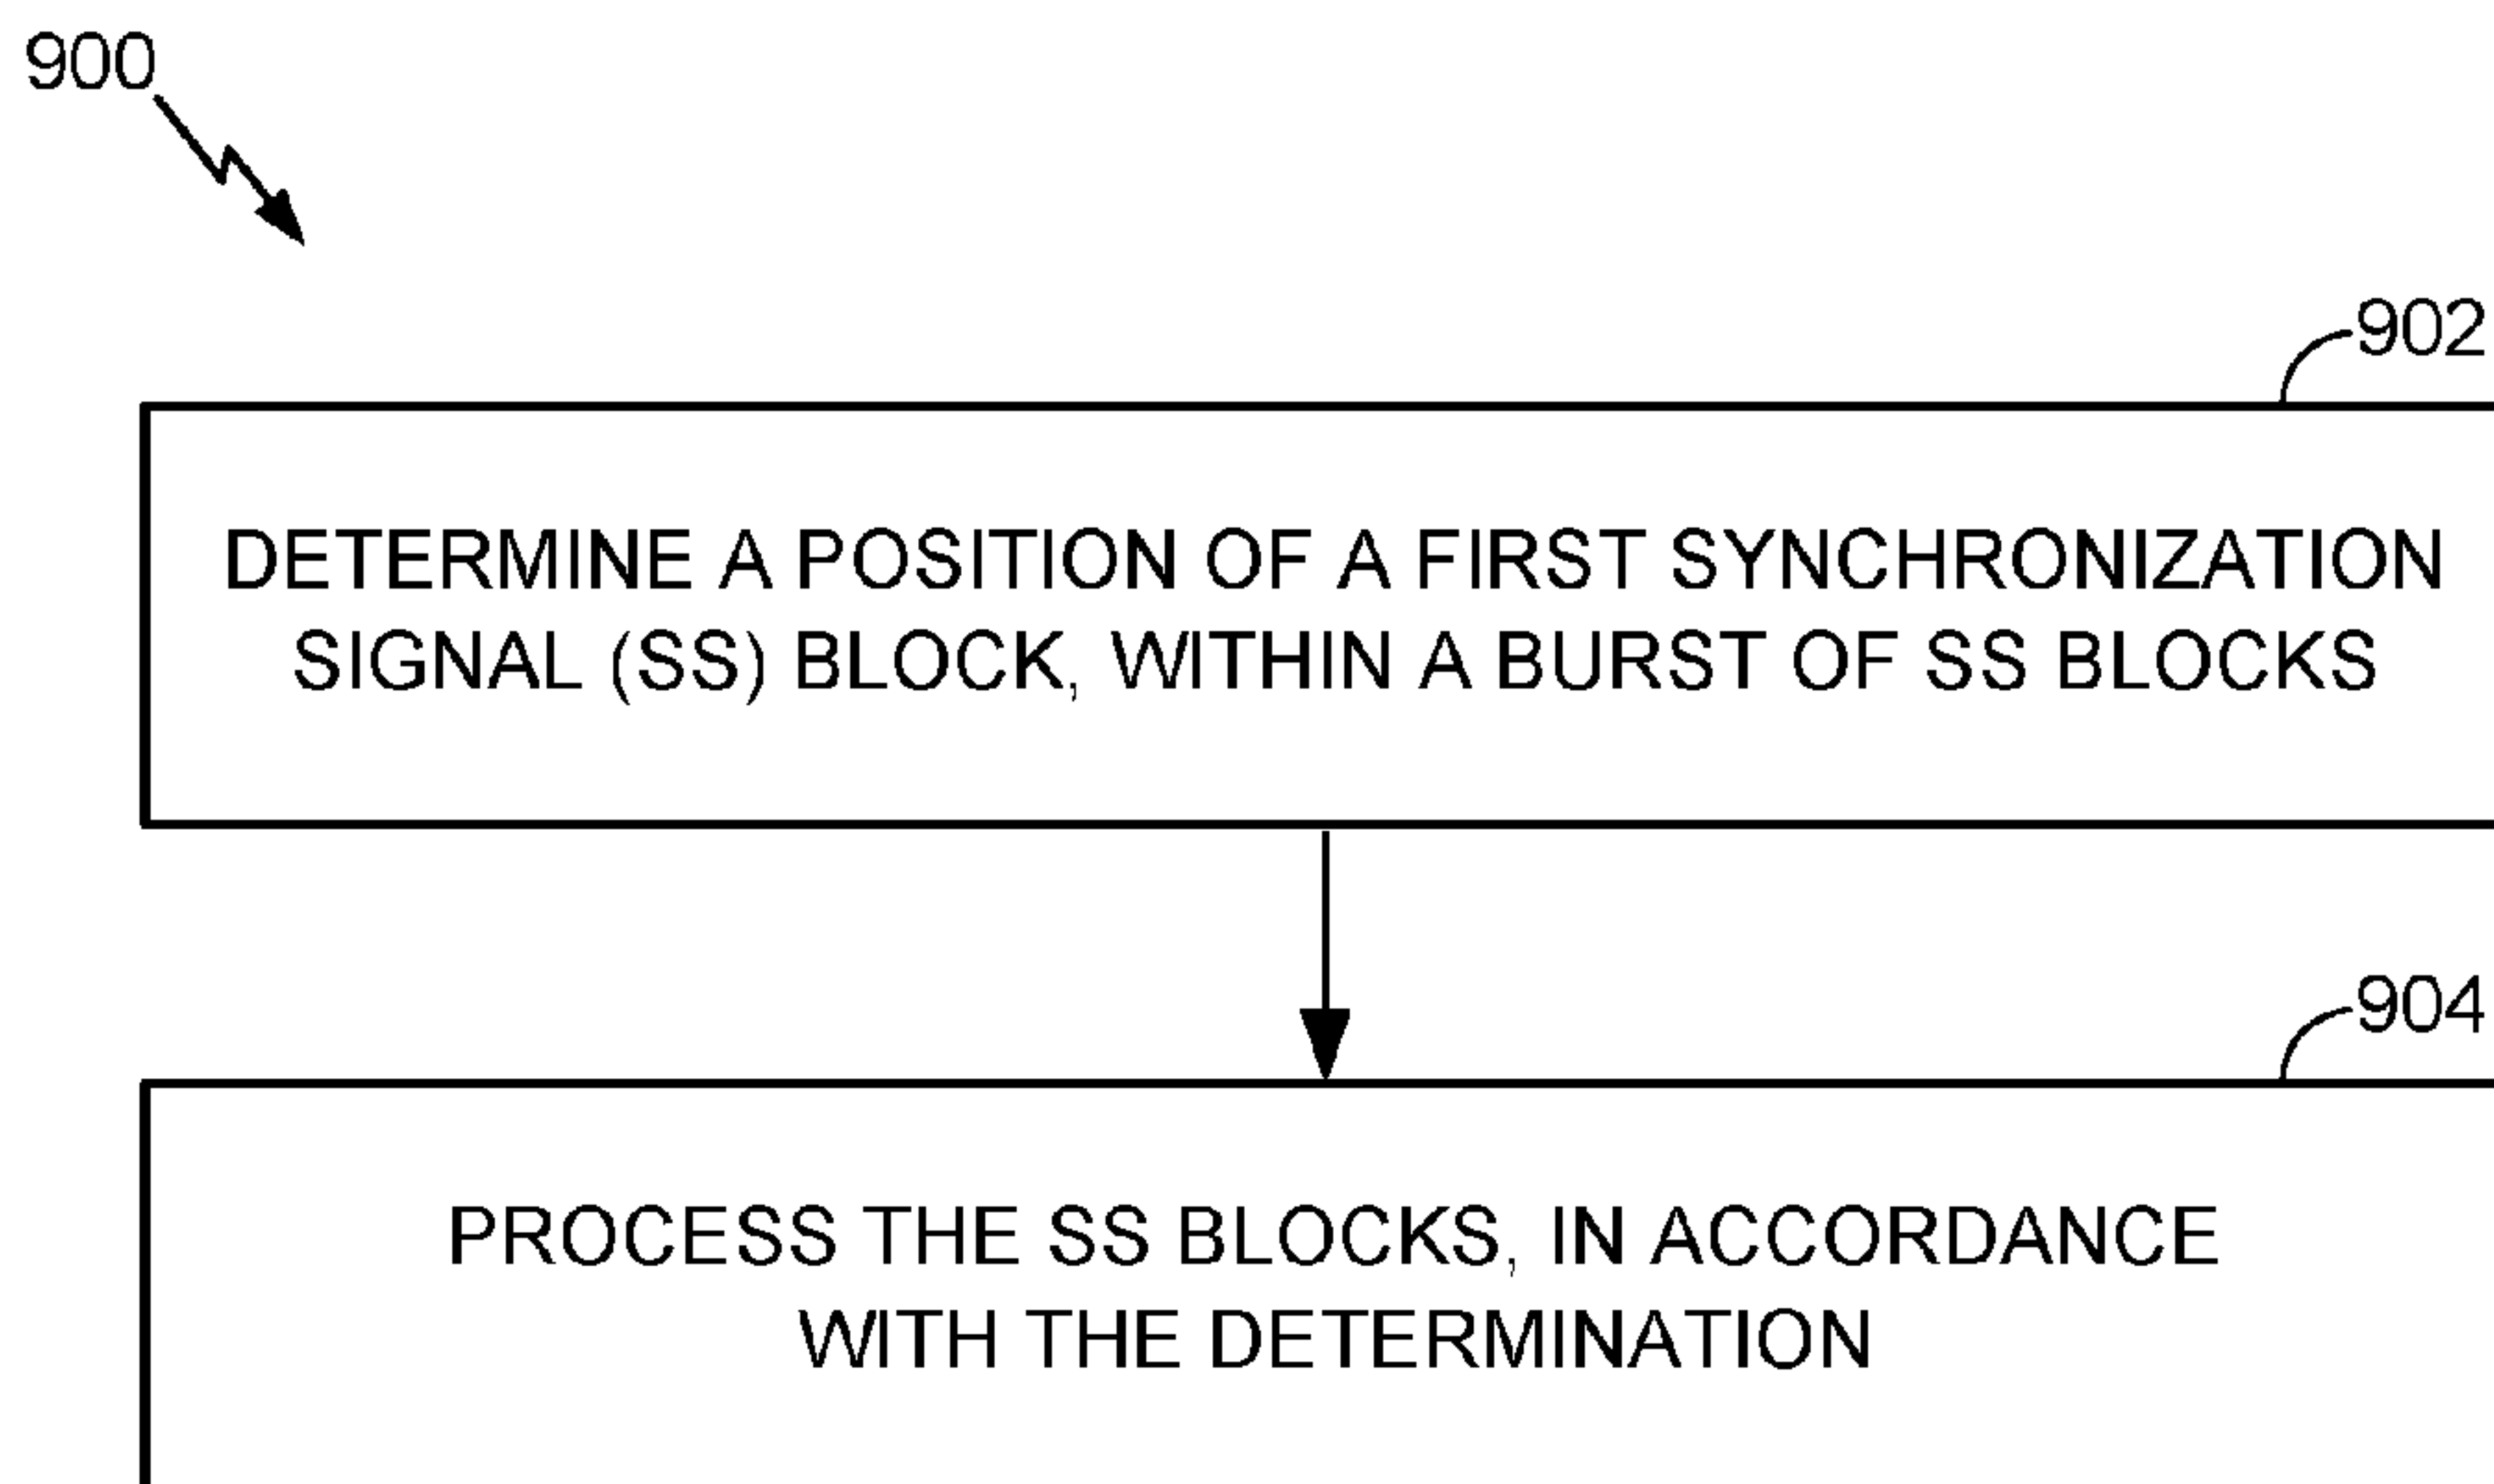 900
902
DETERMINE A POSITION OF A FIRST SYNCHRONIZATION
SIGNAL (SS) BLOCK, WITHIN A BURST OF SS BLOCKS
904
PROCESS THE SS BLOCKS, IN ACCORDANCE
WITH THE DETERMINATION